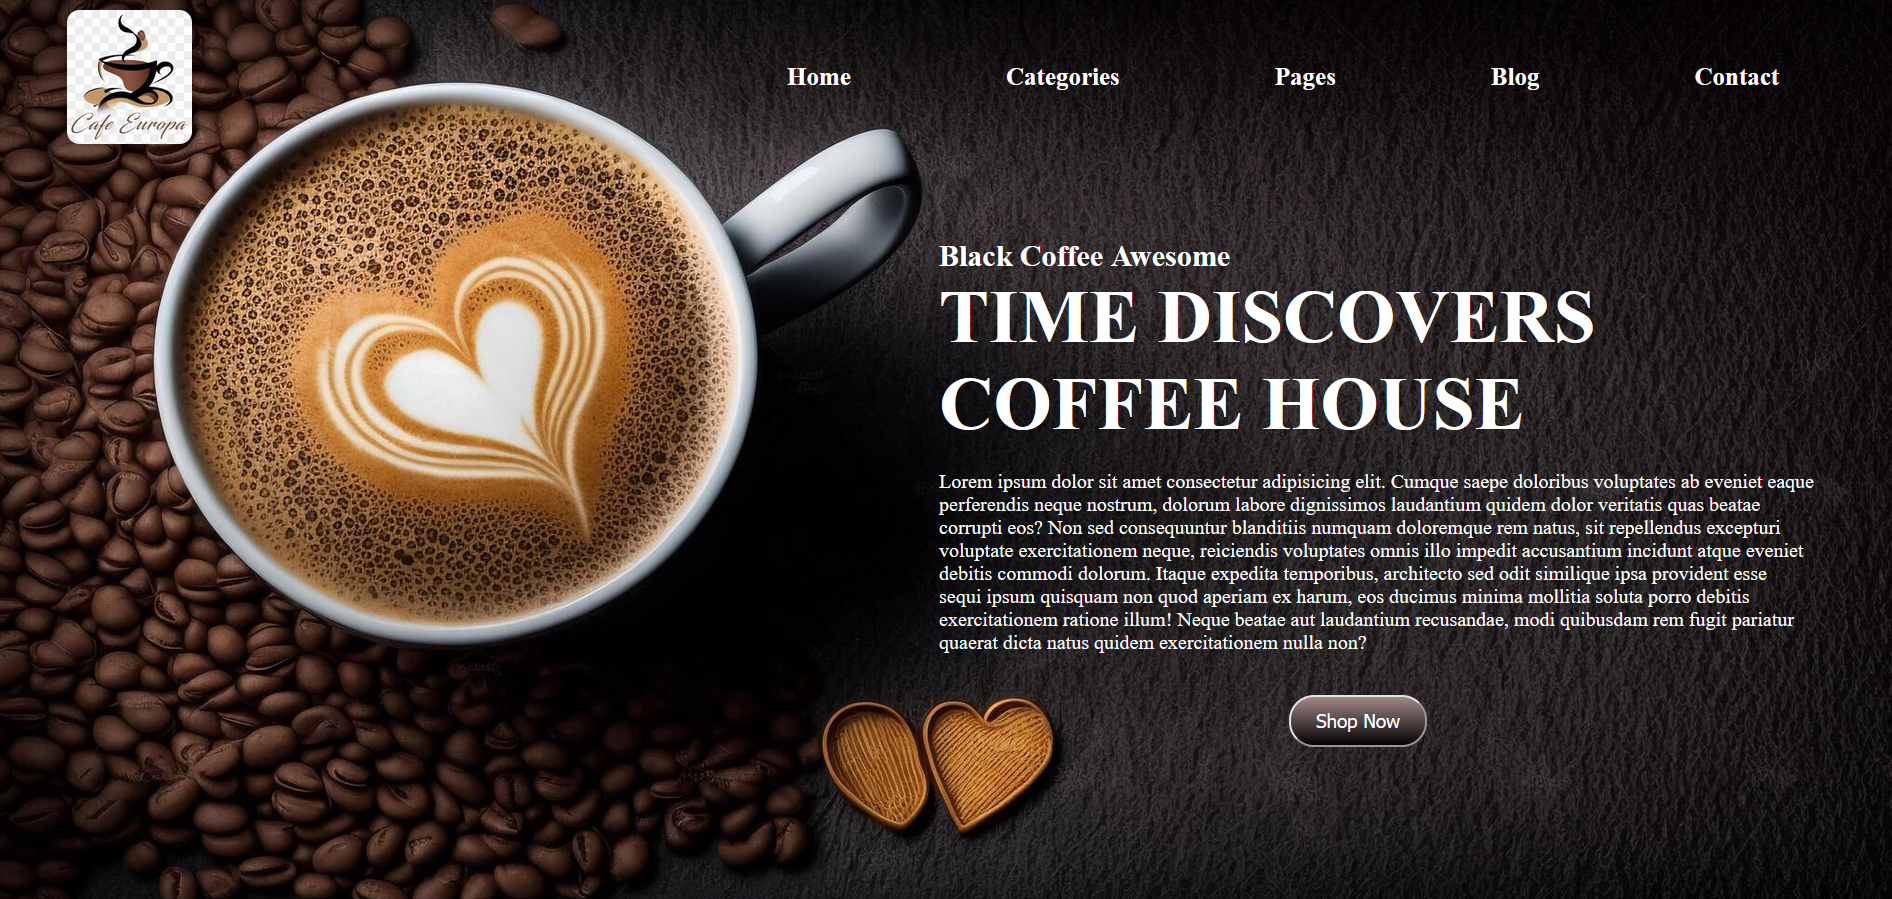 Cafe Europa
Home
Categories
Pages
Blog
Contact
Black Coffee Awesome
TIME DISCOVERS
COFFEE HOUSE
Lorem ipsum dolor sit amet consectetur adipisicing elit. Cumque saepe doloribus voluptates ab eveniet eaque
perferendis neque nostrum, dolorum labore dignissimos laudantium quidem dolor veritatis quas beatae
corrupti eos? Non sed consequuntur blanditiis numquam doloremque rem natus, sit repellendus excepturi
voluptate exercitationem neque, reiciendis voluptates omnis illo impedit accusantium incidunt atque eveniet
debitis commodi dolorum. Itaque expedita temporibus, architecto sed odit similique ipsa provident esse
sequi ipsum quisquam non quod aperiam ex harum, eos ducimus minima mollitia soluta porro debitis
exercitationem ratione illum! Neque beatae aut laudantium recusandae, modi quibusdam rem fugit pariatur
quaerat dicta natus quidem exercitationem nulla non?
Shop Now